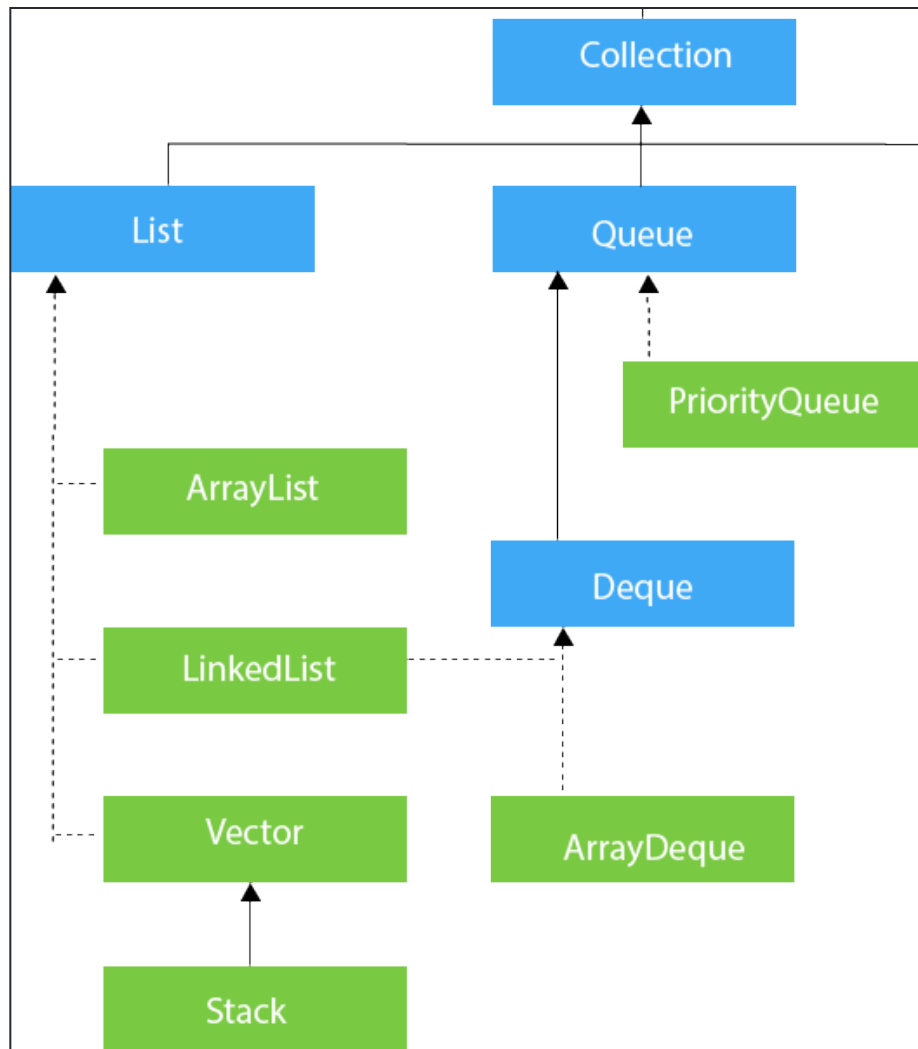 Collection
List
Queue
PriorityQueue
ArrayList
Deque
LinkedList
Vector
ArrayDeque
Stack